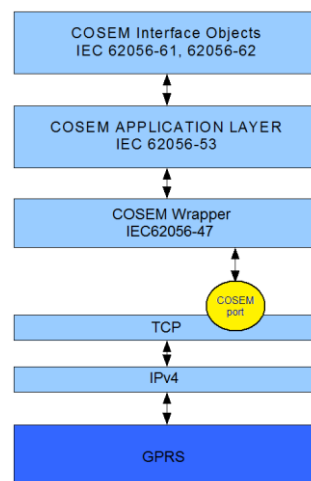 COSEM Interface Objects
IEC 62056-61, 62056-62
COSEM APPLICATION LAYER
IEC 62056-53
COSEM Wrapper
IEC62056-47
COSEM
port
TCP
IPv4
GPRS